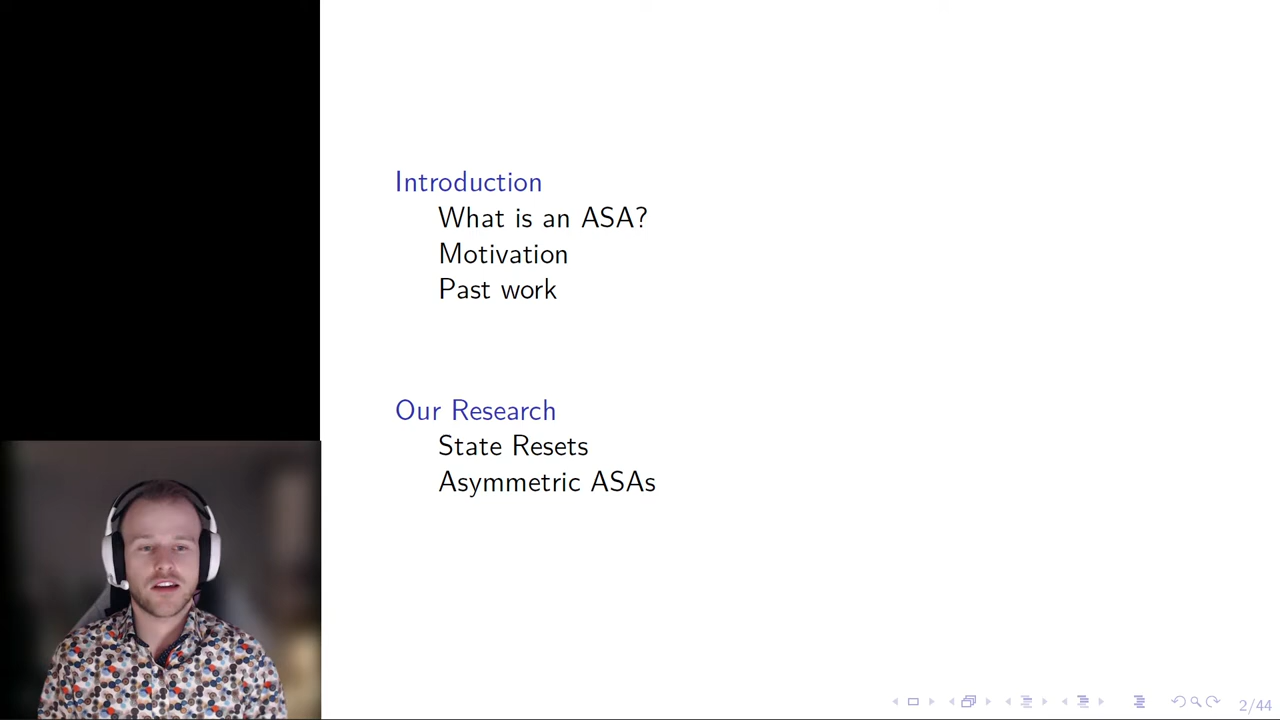 Introduction
What is an ASA?
Motivation
Past work
Our Research
State Resets
Asymmetric ASAs
2/44